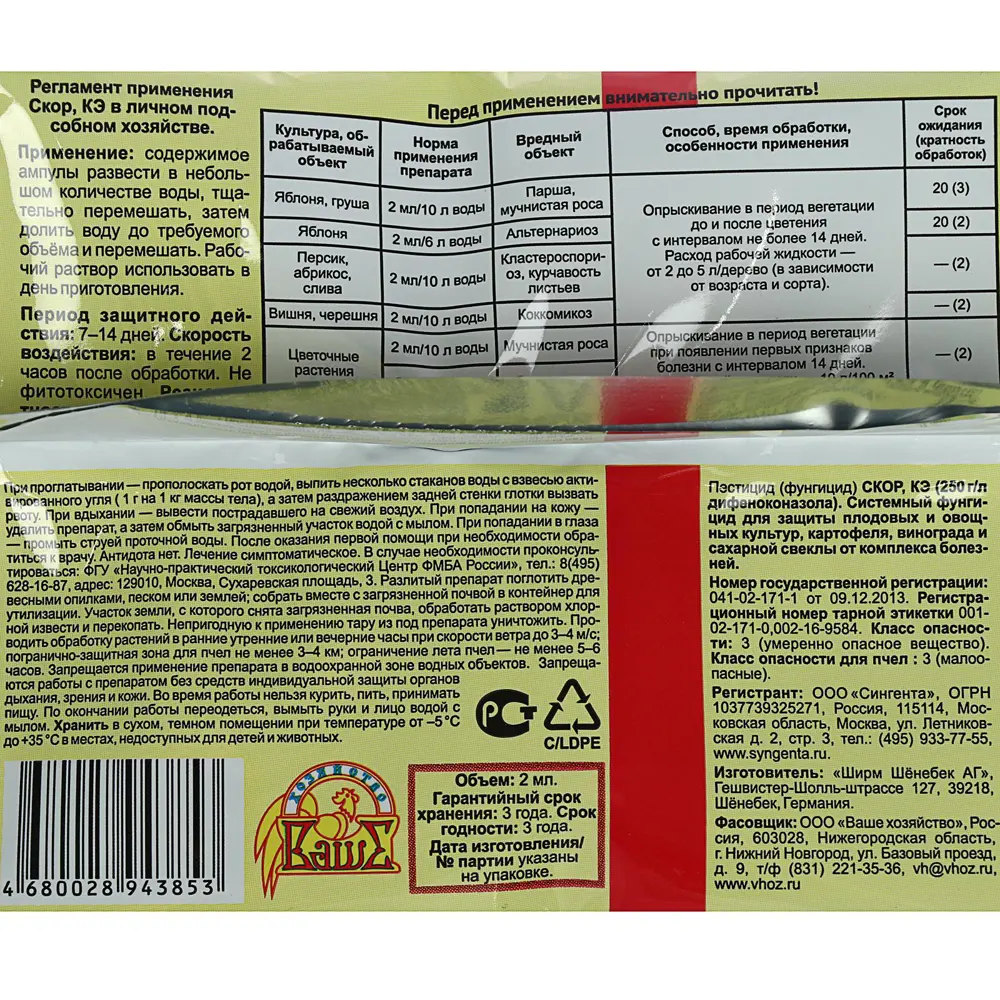 Регламент применения
Скор, КЭ в личном под-
собном хозяйстве.
Применение: содержимое
ампулы развести в неболь-
шом количестве воды, тща-
тельно перемешать, затем
долить воду до требуемого
объёма и перемешать. Рабо-
чий раствор использовать в
день приготовления.
Период защитного дей-
ствия: 7–14 дней. Скорость
воздействия: в течение 2
часов после обработки. Не
фитотоксичен
Перед применением внимательно прочитать!
Культура, об-
рабатываемый
объект
Норма
применения
препарата
Вредный
объект
Способ, время обработки,
особенности применения
Срок
ожидания
(кратность
обработок)
Яблоня, груша
2 мл/10 л воды
Парша,
мучнистая роса
20 (3)
Яблоня
2 мл/6 л воды
Альтернариоз
20 (2)
Персик,
абрикос,
слива
2 мл/10 л воды
Кластероспори-
оз, курчавость
листьев
— (2)
Вишня, черешня
2 мл/10 л воды
Коккомикоз
— (2)
Опрыскивание в период вегетации
до и после цветения
с интервалом не более 14 дней.
Расход рабочей жидкости —
от 2 до 5 л/дерево (в зависимости
от возраста и сорта).
Цветочные
растения
2 мл/10 л воды
Мучнистая роса
Опрыскивание в период вегетации
при появлении первых признаков
болезни с интервалом 14 дней.
— (2)
При проглатывании — прополоскать рот водой, выпить несколько стаканов воды с взвесью акти-
вированного угля ( 1 г на 1 кг массы тела), а затем раздражением задней стенки глотки вызвать
рвоту. При вдыхании — вывести пострадавшего на свежий воздух. При попадании на кожу —
удалить препарат, а затем обмыть загрязненный участок водой с мылом. При попадании в глаза
— промыть струей проточной воды. После оказания первой помощи при необходимости обра-
титься к врачу. Антидота нет. Лечение симптоматическое. В случае необходимости проконсуль-
тироваться: ФГУ «Научно-практический токсикологический Центр ФМБА России», тел.: 8(495)
628-16-87, адрес: 129010, Москва, Сухаревская площадь, 3. Разлитый препарат поглотить дре-
весными опилками, песком или землей; собрать вместе с загрязненной почвой в контейнер для
утилизации. Участок земли, с которого снята загрязненная почва, обработать раствором хлор-
ной извести и перекопать. Непригодную к применению тару из под препарата уничтожить. Про-
водить обработку растений в ранние утренние или вечерние часы при скорости ветра до 3–4 м/с;
погранично-защитная зона для пчел не менее 3–4 км; ограничение лета пчел — не менее 5–6
часов. Запрещается применение препарата в водоохранной зоне водных объектов. Запреща-
ются работы с препаратом без средств индивидуальной защиты органов
дыхания, зрения и кожи. Во время работы нельзя курить, пить, принимать
пищу. По окончании работы переодеться, вымыть руки и лицо водой с
мылом. Хранить в сухом, темном помещении при температуре от –5 °С
до +35 °С в местах, недоступных для детей и животных.
РСТ
C/LDPE
4 680028 943853
ХОЗЯЙСТВО
ВАШЕ
Объем: 2 мл.
Гарантийный срок
хранения: 3 года. Срок
годности: 3 года.
Дата изготовления/
№ партии указаны
на упаковке.
Пестицид (фунгицид) СКОР, КЭ (250 г/л
дифеноконазола). Системный фунги-
цид для защиты плодовых и овощ-
ных культур, картофеля, винограда и
сахарной свеклы от комплекса болез-
ней.
Номер государственной регистрации:
041-02-171-1 от 09.12.2013. Регистра-
ционный номер тарной этикетки 001-
02-171-0,002-16-9584. Класс опаснос-
ти: 3 (умеренно опасное вещество).
Класс опасности для пчел : 3 (малоо-
пасные).
Регистрант: ООО «Сингента», ОГРН
1037739325271, Россия, 115114, Мос-
ковская область, Москва, ул. Летников-
ская д. 2, стр. 3, тел.: (495) 933-77-55,
www.syngenta.ru.
Изготовитель: «Ширм Шёнебек АГ»,
Гешвистер-Шолль-штрассе 127, 39218,
Шёнебек, Германия.
Фасовщик: ООО «Ваше хозяйство», Рос-
сия, 603028, Нижегородская область,
г. Нижний Новгород, ул. Базовый проезд,
д. 9, т/ф (831) 221-35-36, vh@vhoz.ru,
www.vhoz.ru